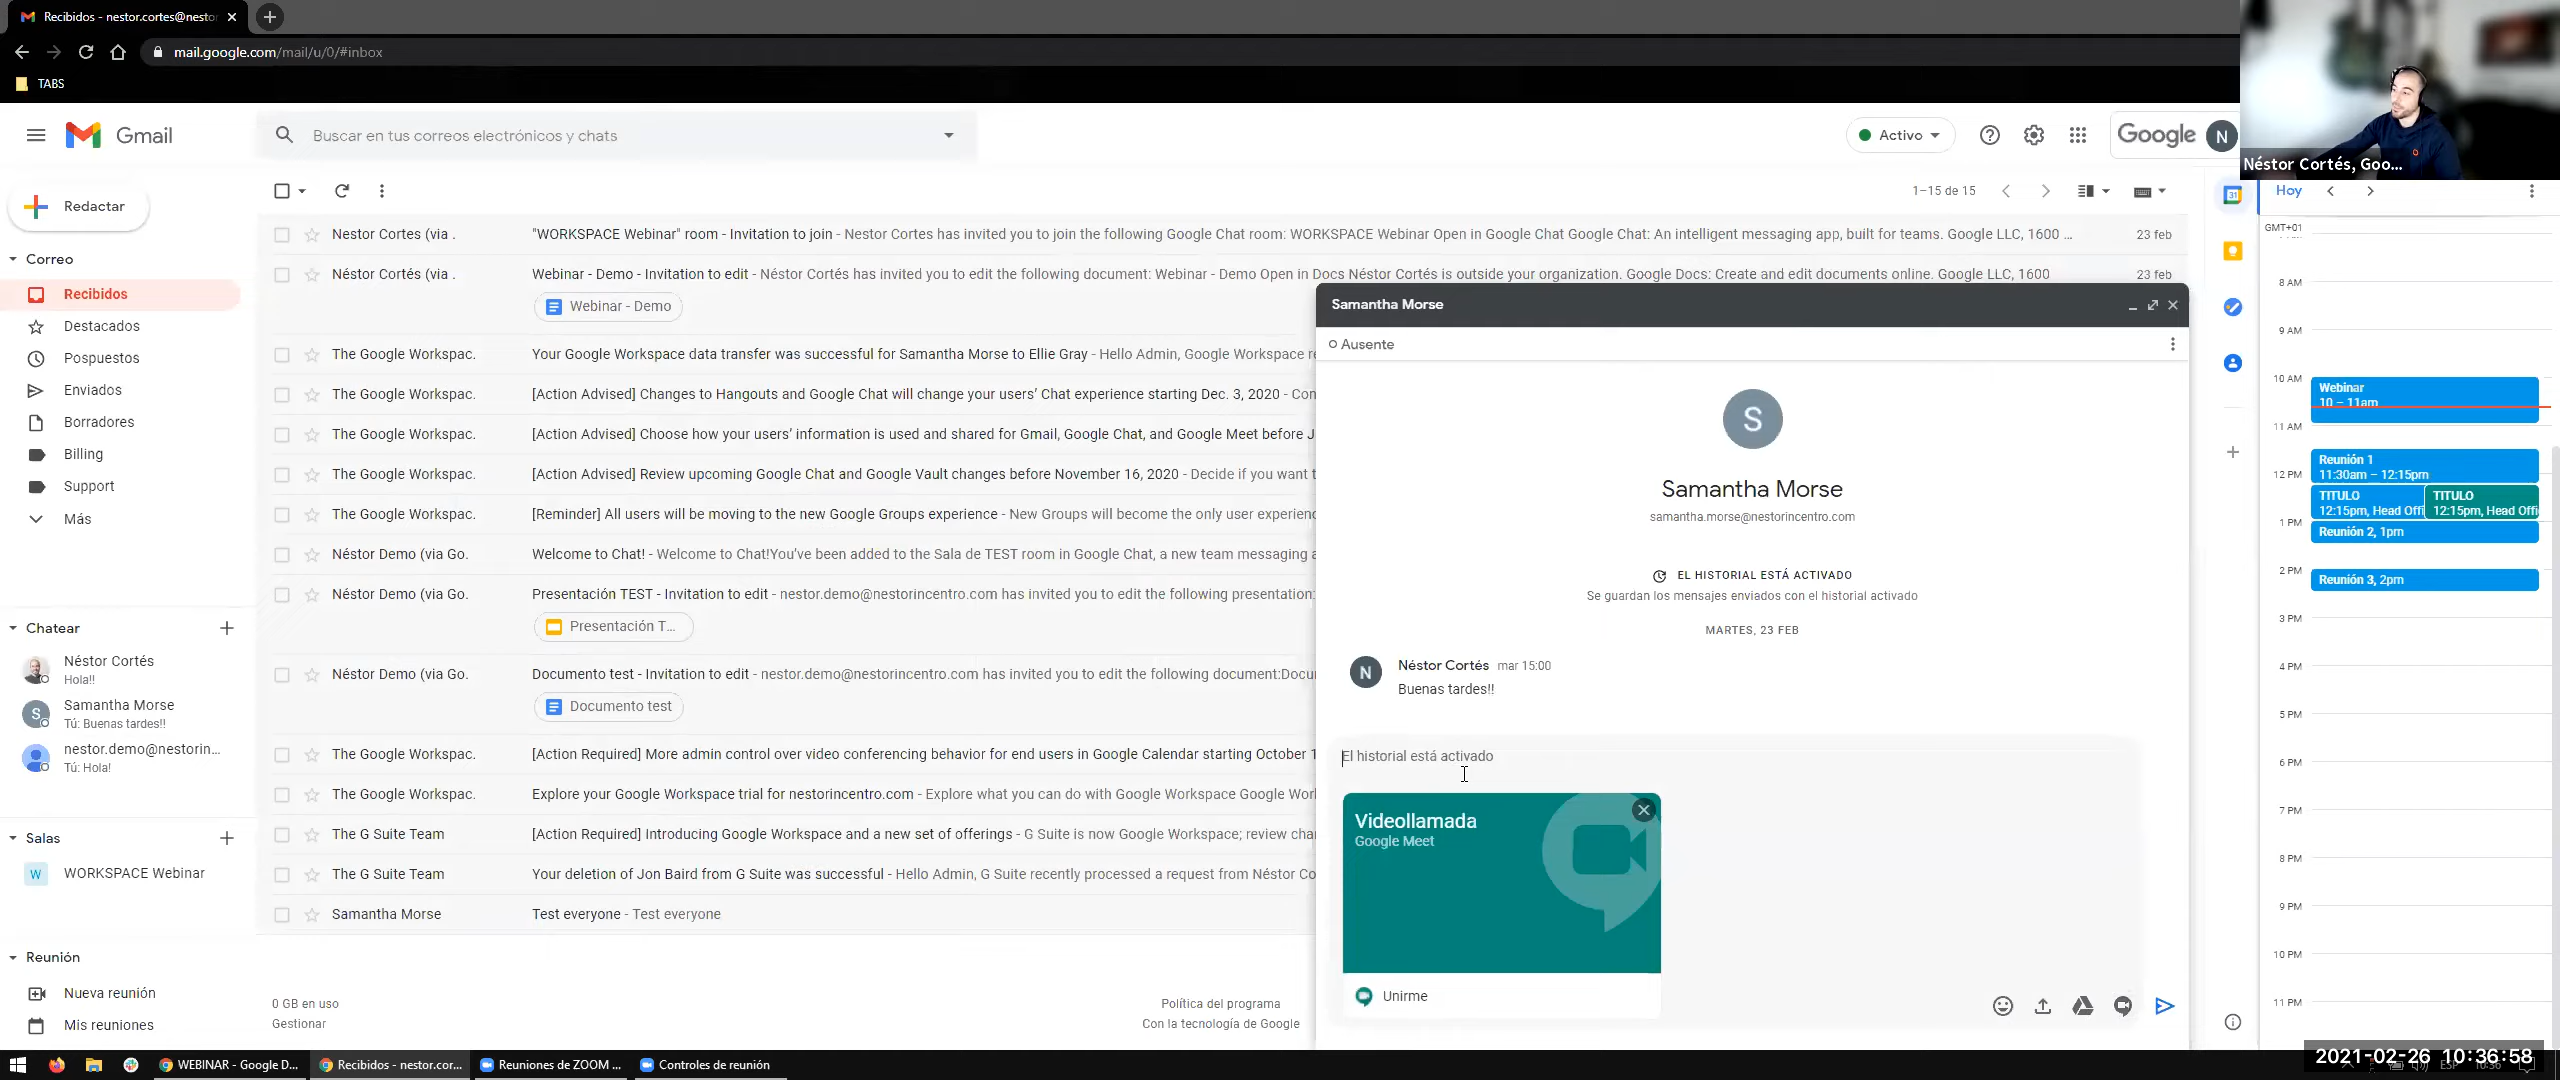 Recibidos - nestor.cortes@nestor
mail.google.com/mail/u/0/#inbox
TABS
Gmail
Buscar en tus correos electrónicos y chats
Activo
Google
N
Néstor Cortés, Goo...
Redactar
1–15 de 15
Hoy
GMT+01
Correo
Recibidos
Destacados
Pospuestos
Enviados
Borradores
Billing
Support
Más
Chatear
Néstor Cortés
Hola!!
S
Samantha Morse
Tú: Buenas tardes!!
nestor.demo@nestorin...
Tú: Hola!
Salas
W
WORKSPACE Webinar
Reunión
Nueva reunión
Mis reuniones
Nestor Cortes (via . "WORKSPACE Webinar" room - Invitation to join - Nestor Cortes has invited you to join the following Google Chat room: WORKSPACE Webinar Open in Google Chat Google Chat: An intelligent messaging app, built for teams. Google LLC, 1600 ... 23 feb
Néstor Cortés (via . Webinar - Demo - Invitation to edit - Néstor Cortés has invited you to edit the following document: Webinar - Demo Open in Docs Néstor Cortés is outside your organization. Google Docs: Create and edit documents online. Google LLC, 1600 23 feb
Webinar - Demo
The Google Workspac. Your Google Workspace data transfer was successful for Samantha Morse to Ellie Gray - Hello Admin, Google Workspace re
The Google Workspac. [Action Advised] Changes to Hangouts and Google Chat will change your users' Chat experience starting Dec. 3, 2020 - Con
The Google Workspac. [Action Advised] Choose how your users' information is used and shared for Gmail, Google Chat, and Google Meet before J
The Google Workspac. [Action Advised] Review upcoming Google Chat and Google Vault changes before November 16, 2020 - Decide if you want t
The Google Workspac. [Reminder] All users will be moving to the new Google Groups experience - New Groups will become the only user experienc
Néstor Demo (via Go. Welcome to Chat! - Welcome to Chat!You've been added to the Sala de TEST room in Google Chat, a new team messaging a
Néstor Demo (via Go. Presentación TEST - Invitation to edit - nestor.demo@nestorincentro.com has invited you to edit the following presentation:
Presentación T...
Néstor Demo (via Go. Documento test - Invitation to edit - nestor.demo@nestorincentro.com has invited you to edit the following document:Docu
Documento test
The Google Workspac. [Action Required] More admin control over video conferencing behavior for end users in Google Calendar starting October 1
The Google Workspac. Explore your Google Workspace trial for nestorincentro.com - Explore what you can do with Google Workspace Google Wor
The G Suite Team [Action Required] Introducing Google Workspace and a new set of offerings - G Suite is now Google Workspace; review cha
The G Suite Team Your deletion of Jon Baird from G Suite was successful - Hello Admin, G Suite recently processed a request from Néstor Co
Samantha Morse Test everyone - Test everyone
0 GB en uso
Gestionar
Política del programa
Con la tecnología de Google
Samantha Morse
Ausente
S
Samantha Morse
samantha.morse@nestorincentro.com
EL HISTORIAL ESTÁ ACTIVADO
Se guardan los mensajes enviados con el historial activado
MARTES, 23 FEB
N
Néstor Cortés mar 15:00
Buenas tardes!!
El historial está activado
Videollamada
Google Meet
Unirme
31
8 AM
9 AM
10 AM
11 AM
12 PM
1 PM
2 PM
3 PM
4 PM
5 PM
6 PM
7 PM
8 PM
9 PM
10 PM
11 PM
Webinar
10 – 11am
Reunión 1
11:30am – 12:15pm
TITULO
12:15pm, Head Offi
TITULO
12:15pm, Head Offi
Reunión 2, 1pm
Reunión 3, 2pm
WEBINAR - Google D...
Recibidos - nestor.cor...
Reuniones de ZOOM ...
Controles de reunión
ESP
10:36
2021-02-26 10:36:58